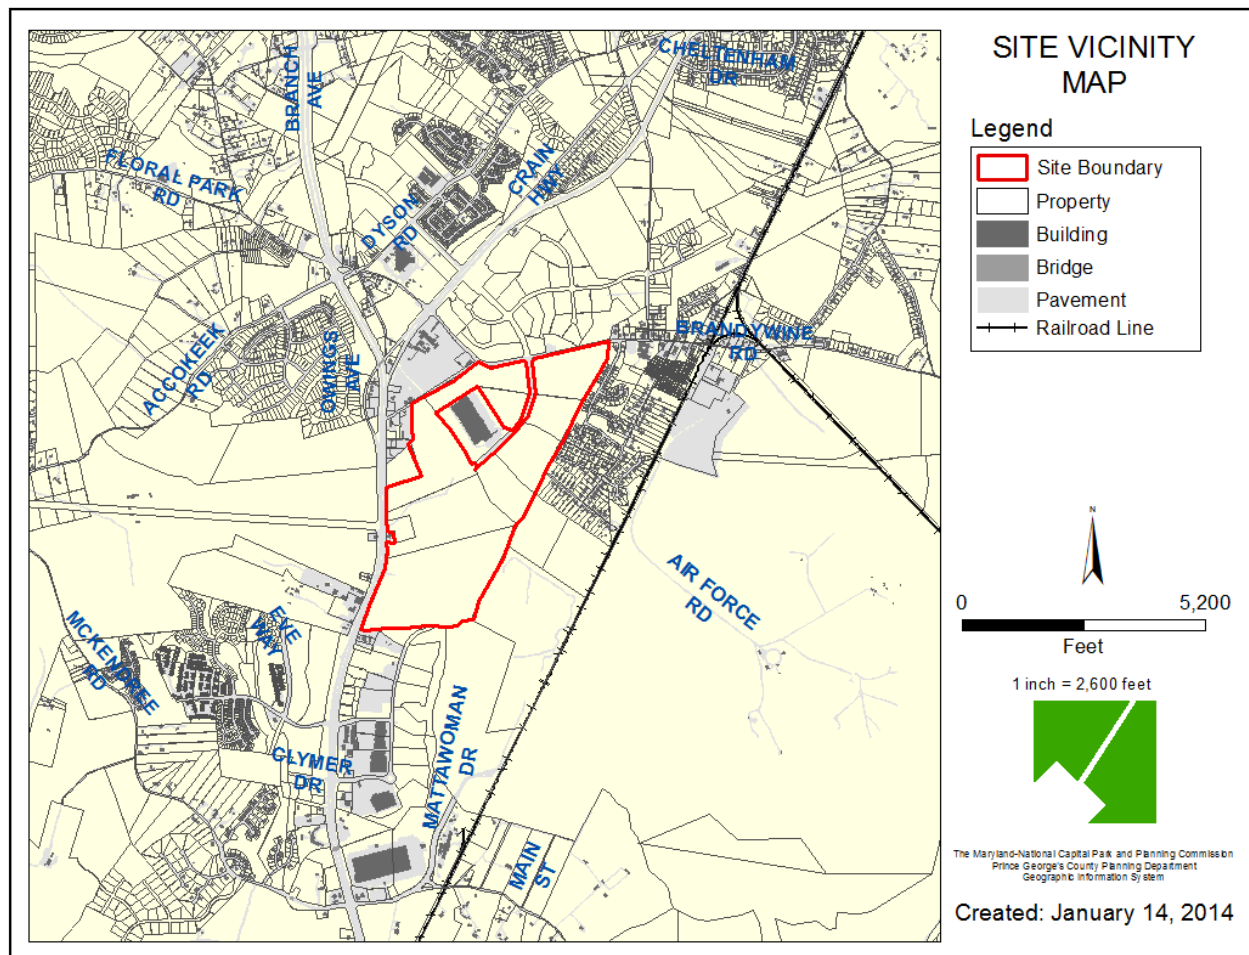 SITE VICINITY
MAP
Legend
Site Boundary
Property
Building
Bridge
Pavement
Railroad Line
N
0 5,200
Feet
1 inch = 2,600 feet
The Maryland-National Capital Park and Planning Commission
Prince George's County Planning Department
Geographic Information System
Created: January 14, 2014
BRANCH
AVE
CHELTENHAM
DR
FLORAL PARK
RD
CRAIN
HWY
DYSON
RD
BRANDYWINE
RD
ACCOKEEK
RD
OWINGS
AVE
AIR FORCE
RD
EVE
WAY
MCKENDREE
RD
CLYMER
DR
MATTAWOMAN
DR
MAIN
ST